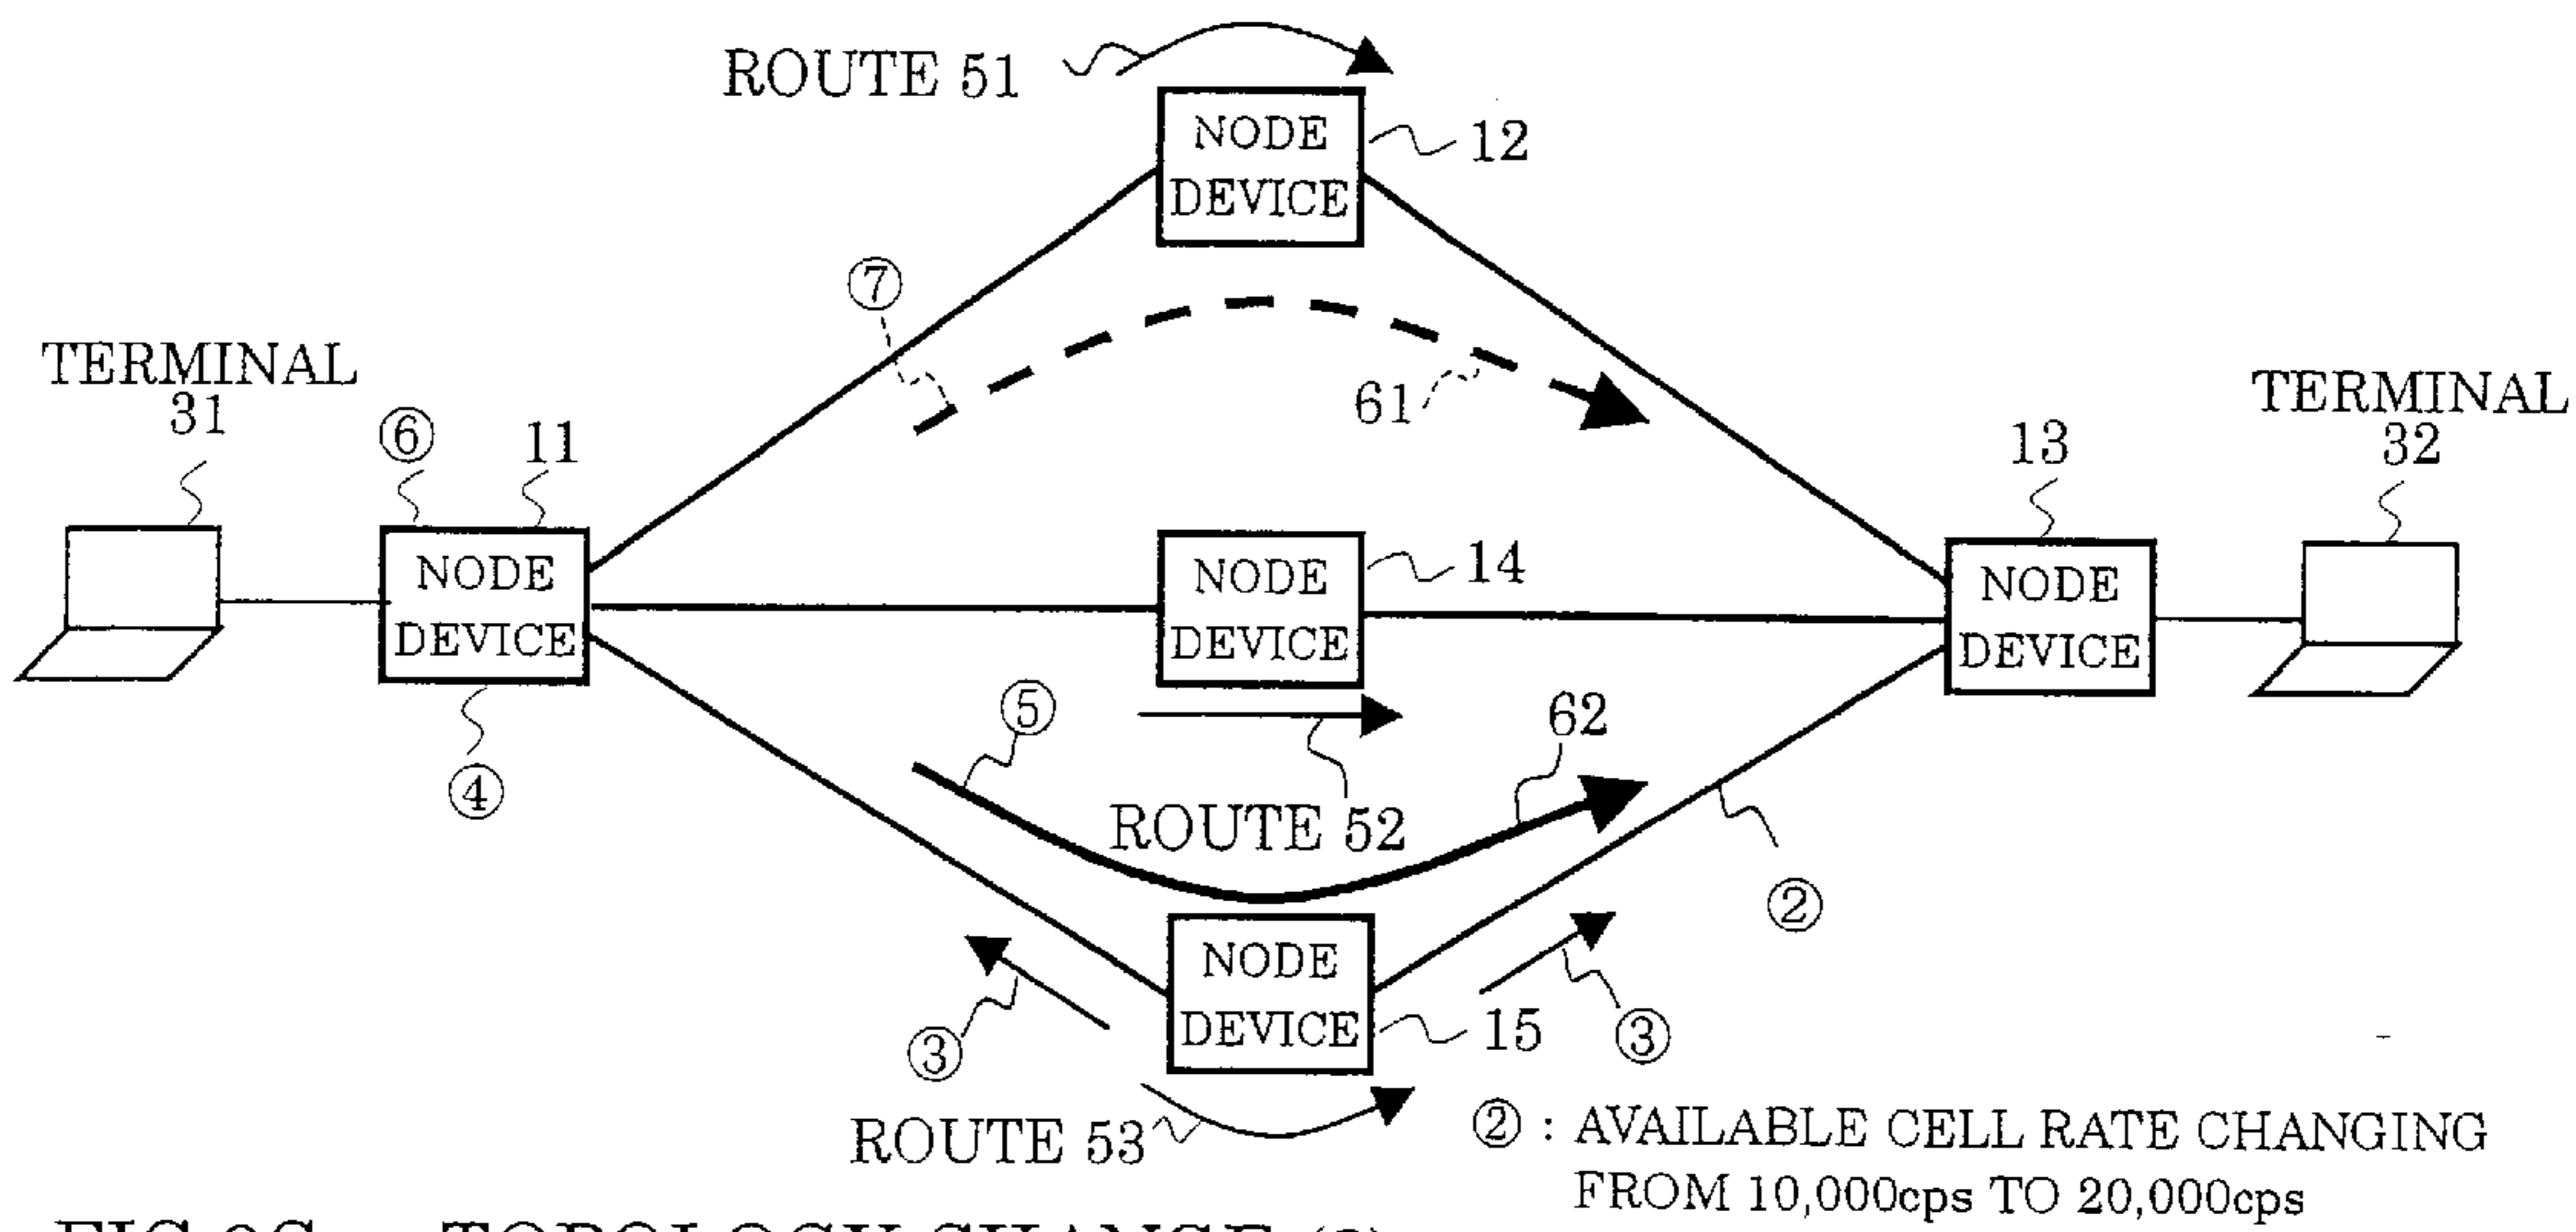 ROUTE 51
NODE
DEVICE
12
⑦
61
TERMINAL
31
⑥
11
NODE
DEVICE
④
NODE
DEVICE
14
13
NODE
DEVICE
TERMINAL
32
⑤
62
ROUTE 52
②
③
NODE
DEVICE
15
③
ROUTE 53
② : AVAILABLE CELL RATE CHANGING
FROM 10,000cps TO 20,000cps